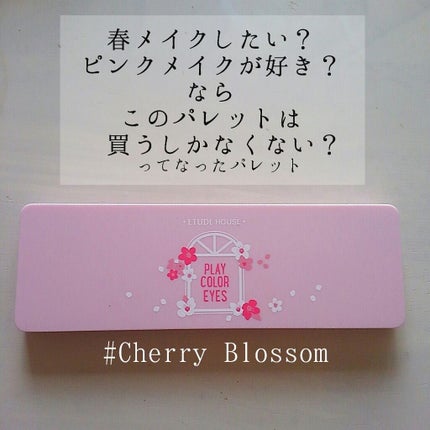 春メイクしたい？
ピンクメイクが好き？
なら
このパレットは
買うしかなくない？
ってなったパレット
ETUDE HOUSE
PLAY
COLOR
EYES
#Cherry Blossom